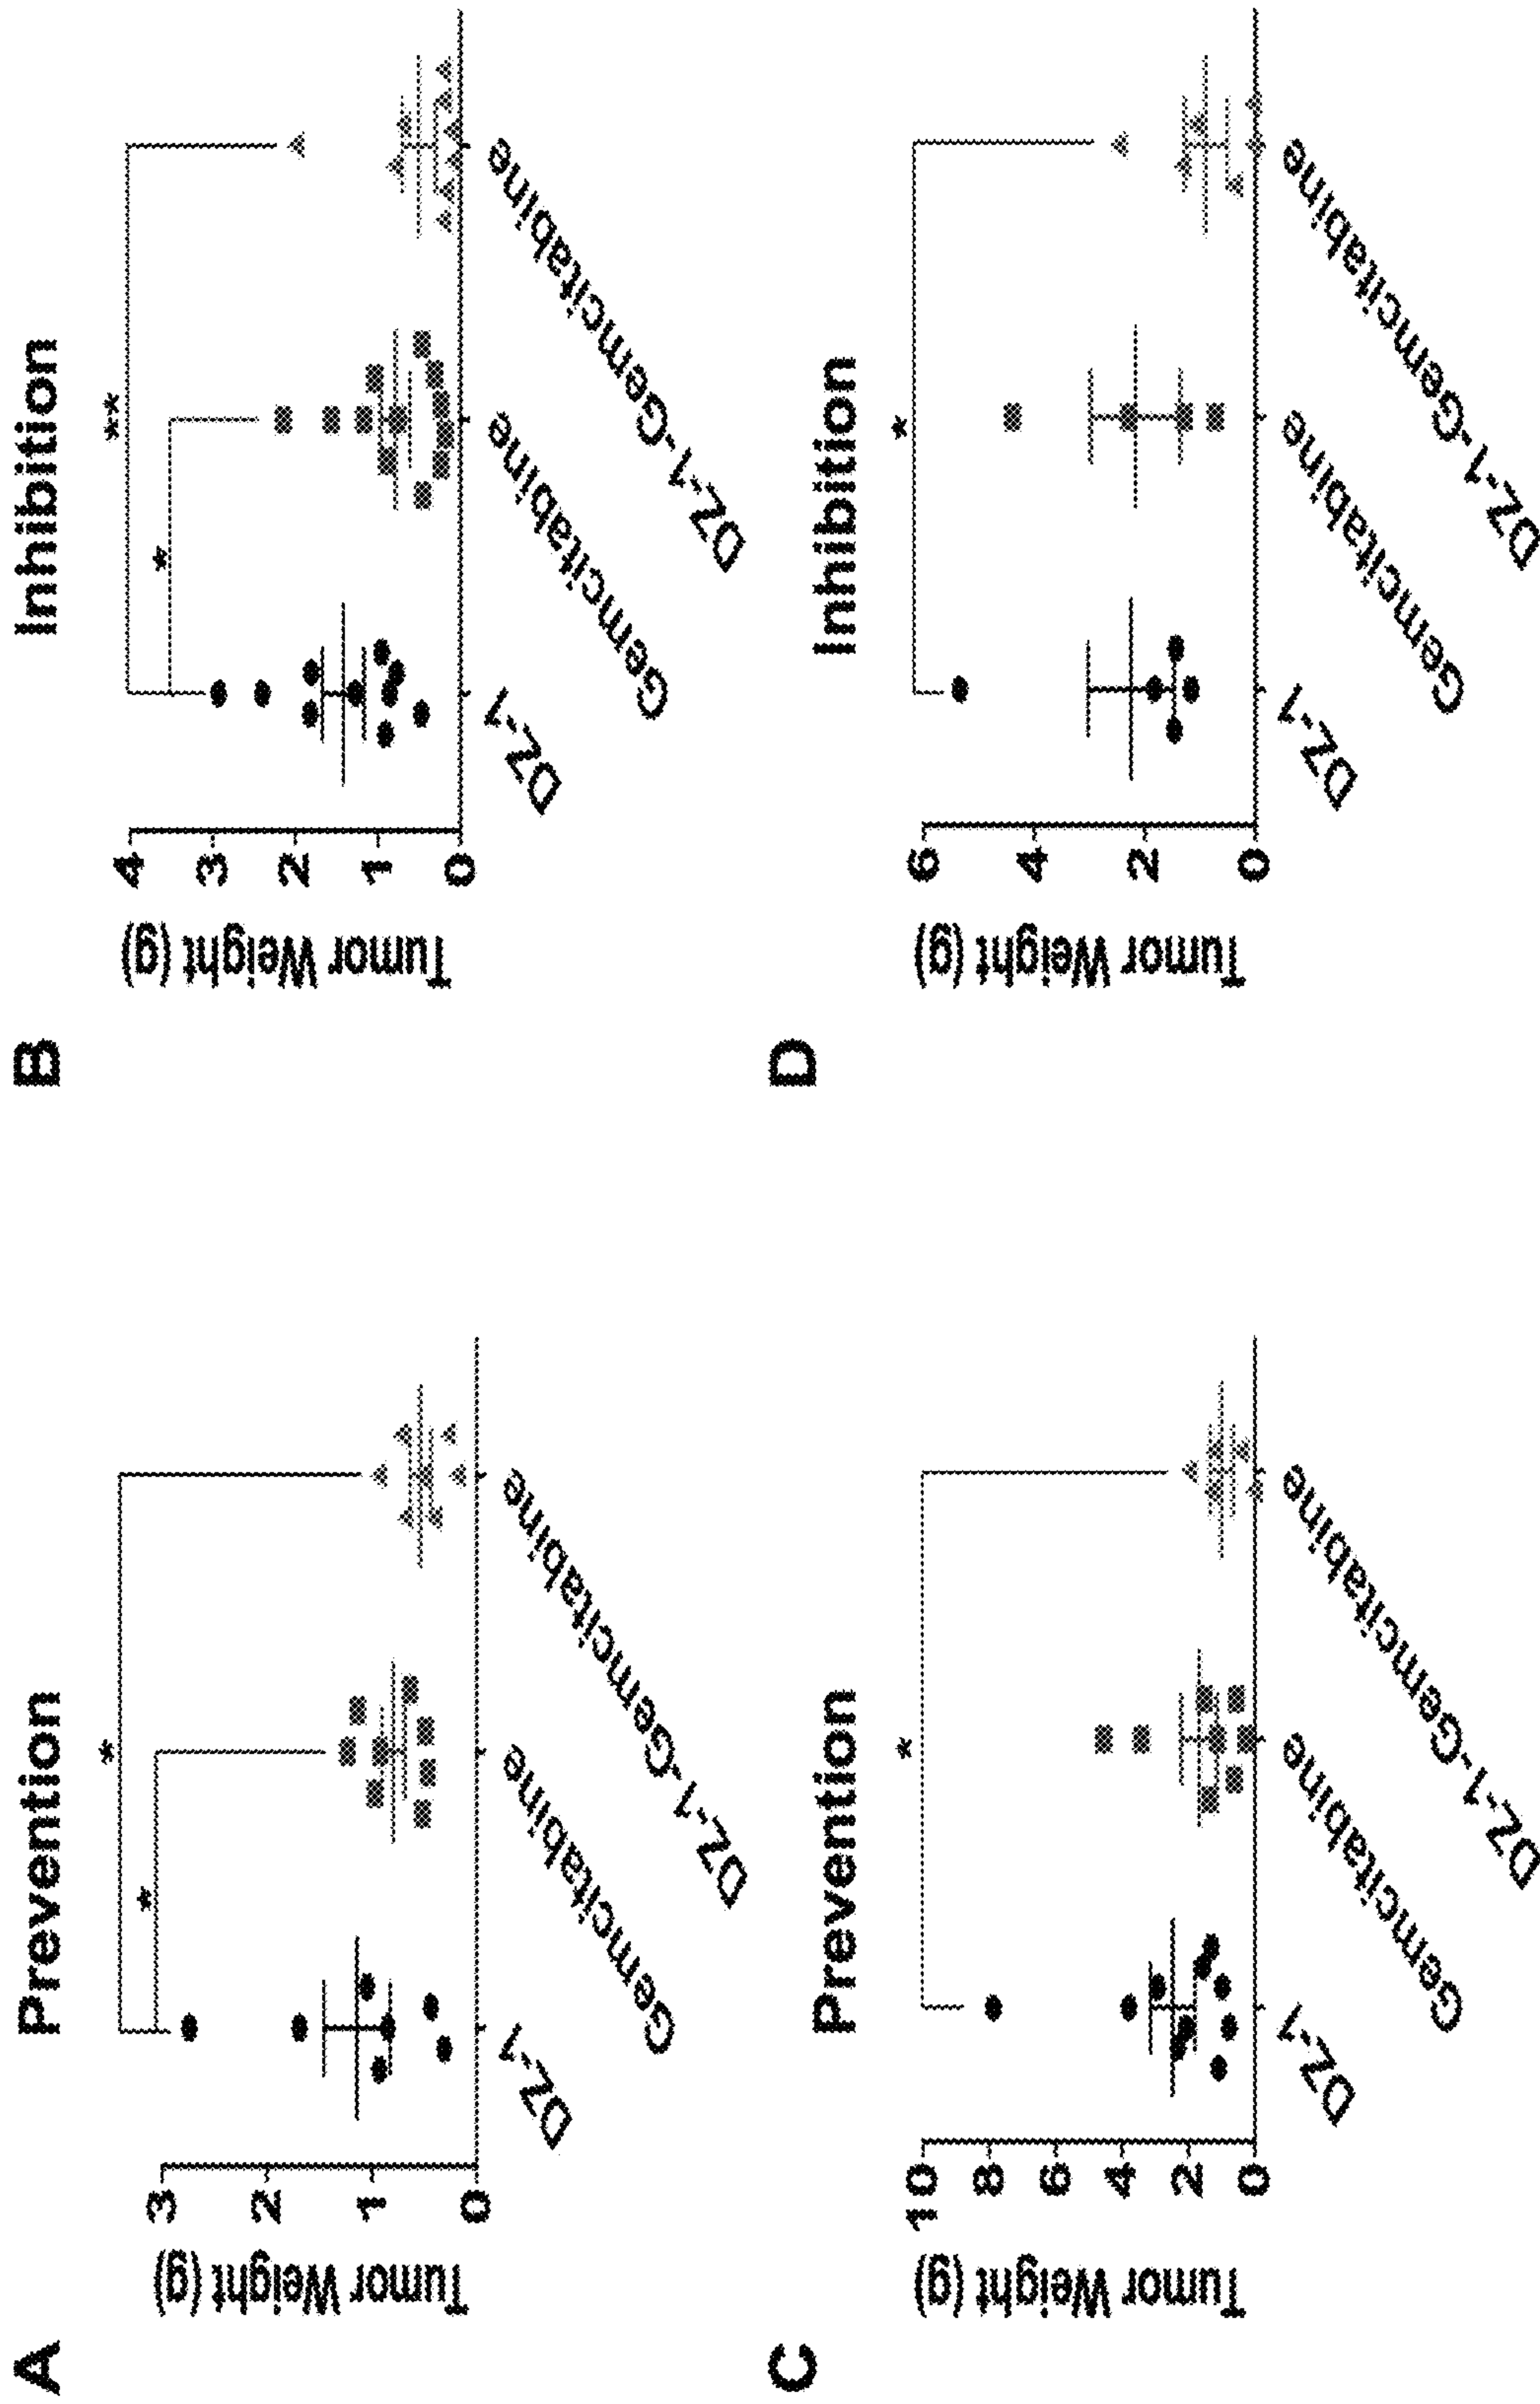 A
Prevention
Tumor Weight (g)
3
2
1
0
*
*
DZ-1
Gemcitabine
DZ-1-Gemcitabine
B
Inhibition
Tumor Weight (g)
4
3
2
1
0
**
*
DZ-1
Gemcitabine
DZ-1-Gemcitabine
C
Prevention
Tumor Weight (g)
10
8
6
4
2
0
*
DZ-1
Gemcitabine
DZ-1-Gemcitabine
D
Inhibition
Tumor Weight (g)
6
4
2
0
*
DZ-1
Gemcitabine
DZ-1-Gemcitabine